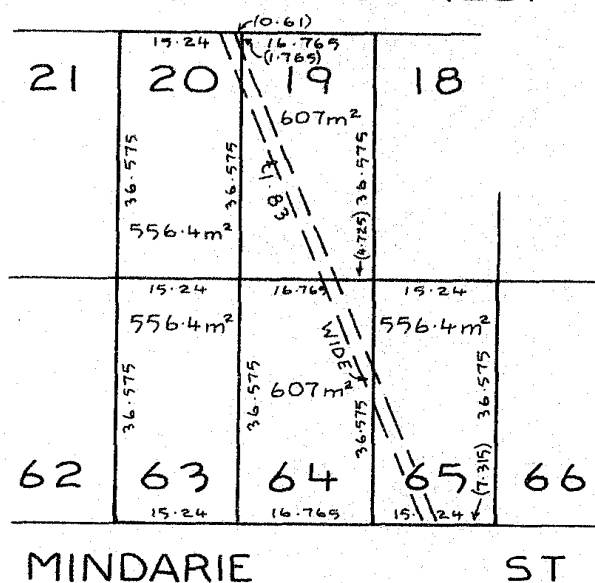 (0.61)
15.24 16.765
(1.765)
21 20 19 18
607m²
36.575 36.575 36.575
1.83
(4.725)
556.4m²
15.24 16.765 15.24
556.4m² 556.4m²
WIDE
607m²
36.575 36.575 36.575 36.575
62 63 64 65 66
(7.315)
15.24 16.765 15.24
MINDARIE ST